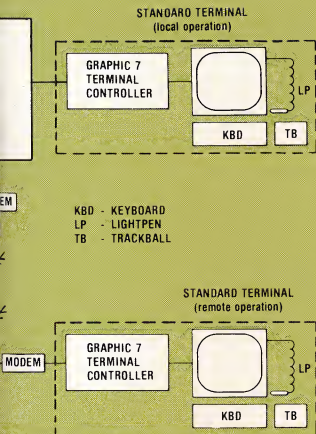 STANDARD TERMINAL
(local operation)
GRAPHIC 7
TERMINAL
CONTROLLER
LP
KBD
TB
EM
KBD - KEYBOARD
LP - LIGHTPEN
TB - TRACKBALL
STANDARD TERMINAL
(remote operation)
MODEM
GRAPHIC 7
TERMINAL
CONTROLLER
LP
KBD
TB